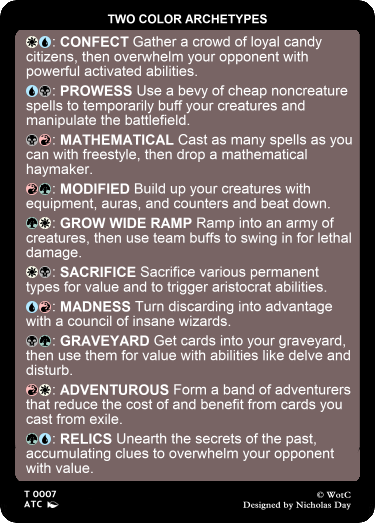 TWO COLOR ARCHETYPES
: CONFECT Gather a crowd of loyal candy
citizens, then overwhelm your opponent with
powerful activated abilities.
: PROWESS Use a bevy of cheap noncreature
spells to temporarily buff your creatures and
manipulate the battlefield.
: MATHEMATICAL Cast as many spells as you
can with freestyle, then drop a mathematical
haymaker.
: MODIFIED Build up your creatures with
equipment, auras, and counters and beat down.
: GROW WIDE RAMP Ramp into an army of
creatures, then use team buffs to swing in for lethal
damage.
: SACRIFICE Sacrifice various permanent
types for value and to trigger aristocrat abilities.
: MADNESS Turn discarding into advantage
with a council of insane wizards.
: GRAVEYARD Get cards into your graveyard,
then use them for value with abilities like delve and
disturb.
: ADVENTUROUS Form a band of adventurers
that reduce the cost of and benefit from cards you
cast from exile.
: RELICS Unearth the secrets of the past,
accumulating clues to overwhelm your opponent
with value.
T 0007
ATC
© WotC
Designed by Nicholas Day